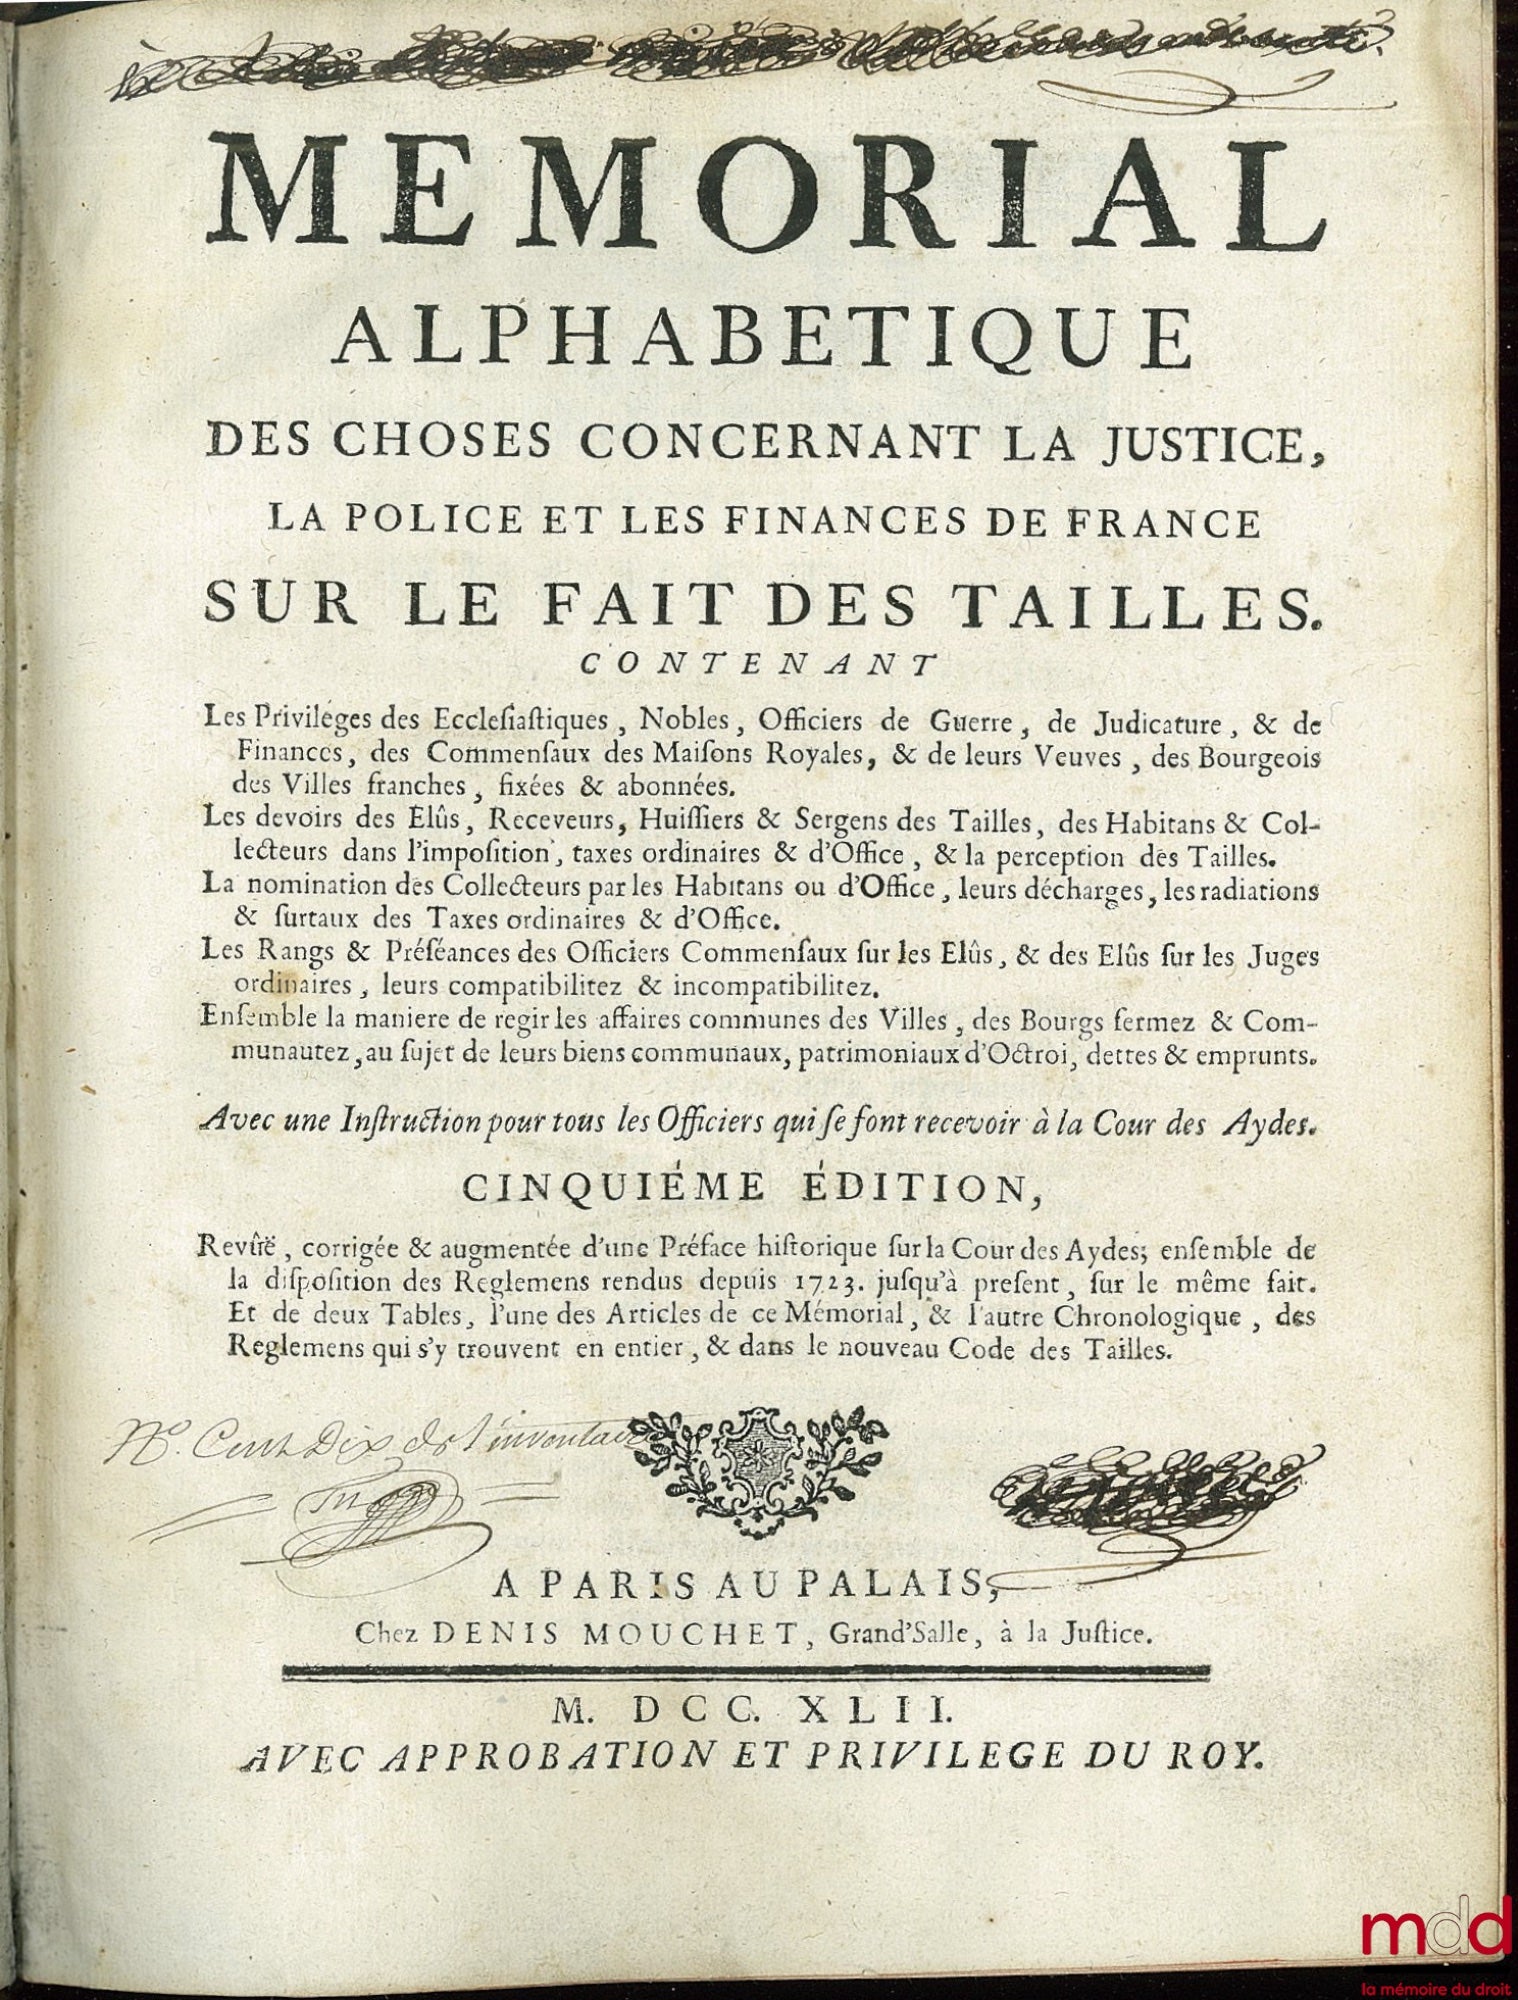 MEMORIAL
ALPHABETIQUE
DES CHOSES CONCERNANT LA JUSTICE,
LA POLICE ET LES FINANCES DE FRANCE
SUR LE FAIT DES TAILLES.
CONTENANT
Les Privileges des Eccleſiaſtiques, Nobles, Officiers de Guerre, de Judicature, & de
Finances, des Commenſaux des Maiſons Royales, & de leurs Veuves, des Bourgeois
des Villes franches, fixées & abonnées.
Les devoirs des Elûs, Receveurs, Huiſſiers & Sergens des Tailles, des Habitans & Col-
lecteurs dans l'impoſition, taxes ordinaires & d'Office, & la perception des Tailles.
La nomination des Collecteurs par les Habitans ou d'Office, leurs décharges, les radiations
& ſurtaux des Taxes ordinaires & d'Office.
Les Rangs & Préſéances des Officiers Commenſaux ſur les Elûs, & des Elûs ſur les Juges
ordinaires, leurs compatibilitez & incompatibilitez.
Enſemble la maniere de regir les affaires communes des Villes, des Bourgs fermez & Com-
munautez, au ſujet de leurs biens communaux, patrimoniaux d'Octroi, dettes & emprunts.
Avec une Inſtruction pour tous les Officiers qui ſe font recevoir à la Cour des Aydes.
CINQUIÉME ÉDITION,
Revûë, corrigée & augmentée d'une Préface hiſtorique ſur la Cour des Aydes; enſemble de
la diſpoſition des Reglemens rendus depuis 1723. juſqu'à preſent, ſur le même fait.
Et de deux Tables, l'une des Articles de ce Mémorial, & l'autre Chronologique, des
Reglemens qui s'y trouvent en entier, & dans le nouveau Code des Tailles.
No. Cent Dix de l'inventaire
A PARIS AU PALAIS,
Chez DENIS MOUCHET, Grand'Salle, à la Juſtice.
M. DCC. XLII.
AVEC APPROBATION ET PRIVILEGE DU ROY.
mdd
la mémoire du droit